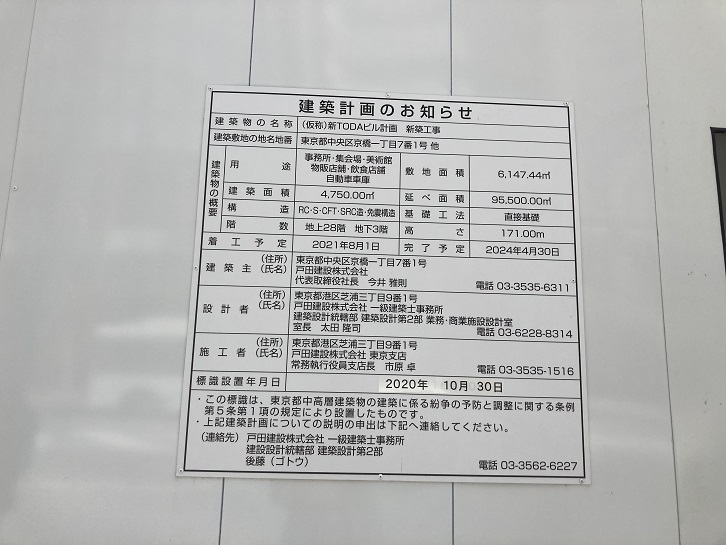 建築計画のお知らせ
建築物の名称 (仮称)新TODAビル計画 新築工事
建築敷地の地名地番 東京都中央区京橋一丁目7番1号 他
建築物の概要
用途 事務所・集会場・美術館
物販店舗・飲食店舗
自動車車庫
敷地面積 6,147.44㎡
建築面積 4,750.00㎡ 延べ面積 95,500.00㎡
構造 RC・S・CFT・SRC造・免震構造 基礎工法 直接基礎
階数 地上28階 地下3階 高さ 171.00m
着工予定 2021年8月1日 完了予定 2024年4月30日
建築主 (住所) 東京都中央区京橋一丁目7番1号
(氏名) 戸田建設株式会社
代表取締役社長 今井 雅則 電話 03-3535-6311
設計者 (住所) 東京都港区芝浦三丁目9番1号
(氏名) 戸田建設株式会社 一級建築士事務所
建築設計統轄部 建築設計第2部 業務・商業施設設計室
室長 太田 隆司 電話 03-6228-8314
施工者 (住所) 東京都港区芝浦三丁目9番1号
(氏名) 戸田建設株式会社 東京支店
常務執行役員支店長 市原 卓 電話 03-3535-1516
標識設置年月日 2020年 10月 30日
・この標識は、東京都中高層建築物の建築に係る紛争の予防と調整に関する条例
第5条第1項の規定により設置したものです。
・上記建築計画についての説明の申出は下記へ連絡してください。
(連絡先) 戸田建設株式会社 一級建築士事務所
建設設計統轄部 建築設計第2部
後藤(ゴトウ) 電話 03-3562-6227